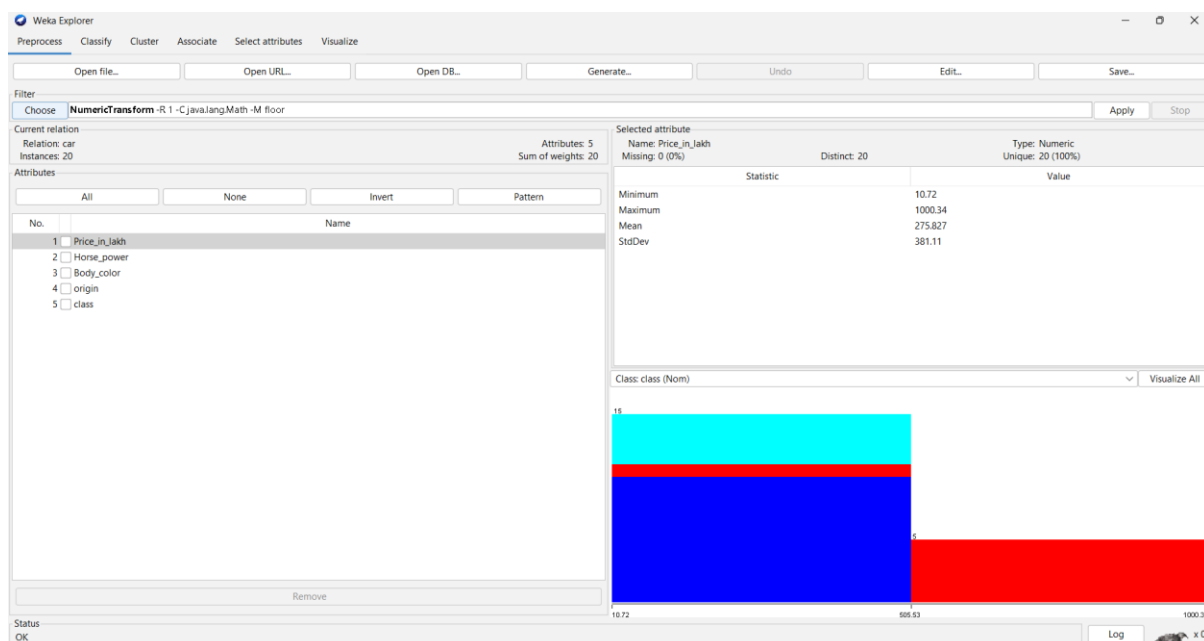 Weka Explorer
Preprocess Classify Cluster Associate Select attributes Visualize
Open file... Open URL... Open DB... Generate... Undo Edit... Save...
Filter
Choose NumericTransform -R 1 -C java.lang.Math -M floor Apply Stop
Current relation
Relation: car Attributes: 5
Instances: 20 Sum of weights: 20
Attributes
All None Invert Pattern
No. Name
1 Price_in_lakh
2 Horse_power
3 Body_color
4 origin
5 class
Remove
Selected attribute
Name: Price_in_lakh Type: Numeric
Missing: 0 (0%) Distinct: 20 Unique: 20 (100%)
Statistic Value
Minimum 10.72
Maximum 1000.34
Mean 275.827
StdDev 381.11
Class: class (Nom) Visualize All
15
5
10.72 505.53 1000.3
Status
OK Log x 0